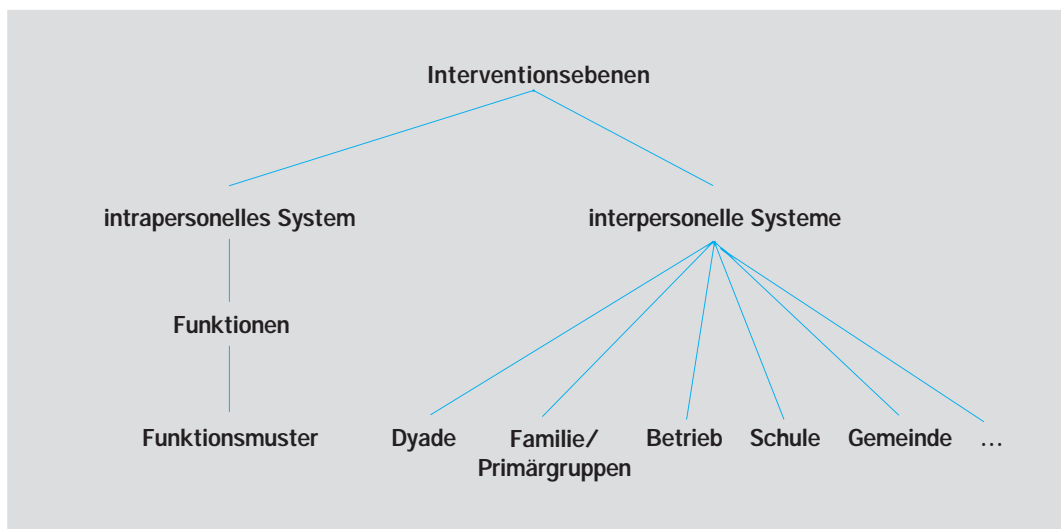 Interventionsebenen
intrapersonelles System interpersonelle Systeme
Funktionen
Funktionsmuster Dyade Familie/ Betrieb Schule Gemeinde …
Primärgruppen